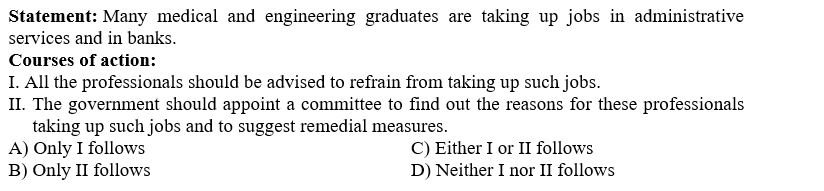 Statement: Many medical and engineering graduates are taking up jobs in administrative
services and in banks.
Courses of action:
I. All the professionals should be advised to refrain from taking up such jobs.
II. The government should appoint a committee to find out the reasons for these professionals
taking up such jobs and to suggest remedial measures.
A) Only I follows C) Either I or II follows
B) Only II follows D) Neither I nor II follows